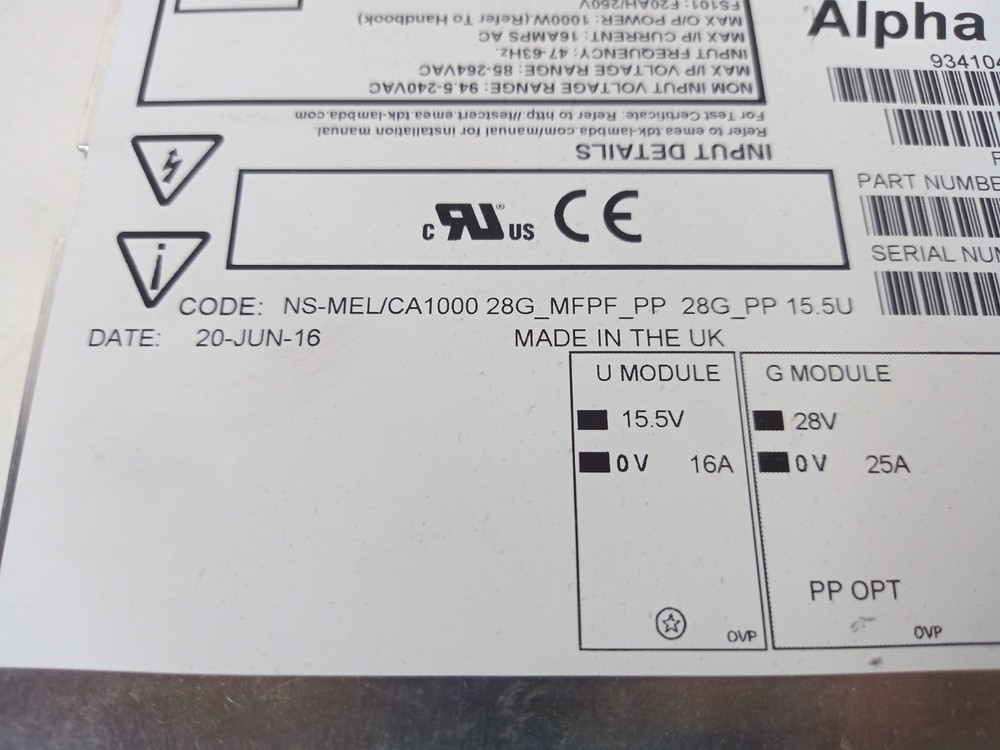 Alpha
93410
FS101: F20AH/250V
MAX O/P POWER: 1000W (Refer To Handbook)
MAX I/P CURRENT: 16AMPS AC
INPUT FREQUENCY: 47-63Hz.
MAX I/P VOLTAGE RANGE: 85-264VAC
NOM INPUT VOLTAGE RANGE: 94.5-240VAC
For Test Certificate: Refer to http://testcert.emea.tdk-lambda.com
Refer to emea.tdk-lambda.com/manual for installation manual.
INPUT DETAILS
PART NUMBE
SERIAL NUM
c RU ® US CE
CODE: NS-MEL/CA1000 28G_MFPF_PP 28G_PP 15.5U
DATE: 20-JUN-16 MADE IN THE UK
U MODULE
15.5V
0V 16A
OVP
G MODULE
28V
0V 25A
PP OPT
OVP